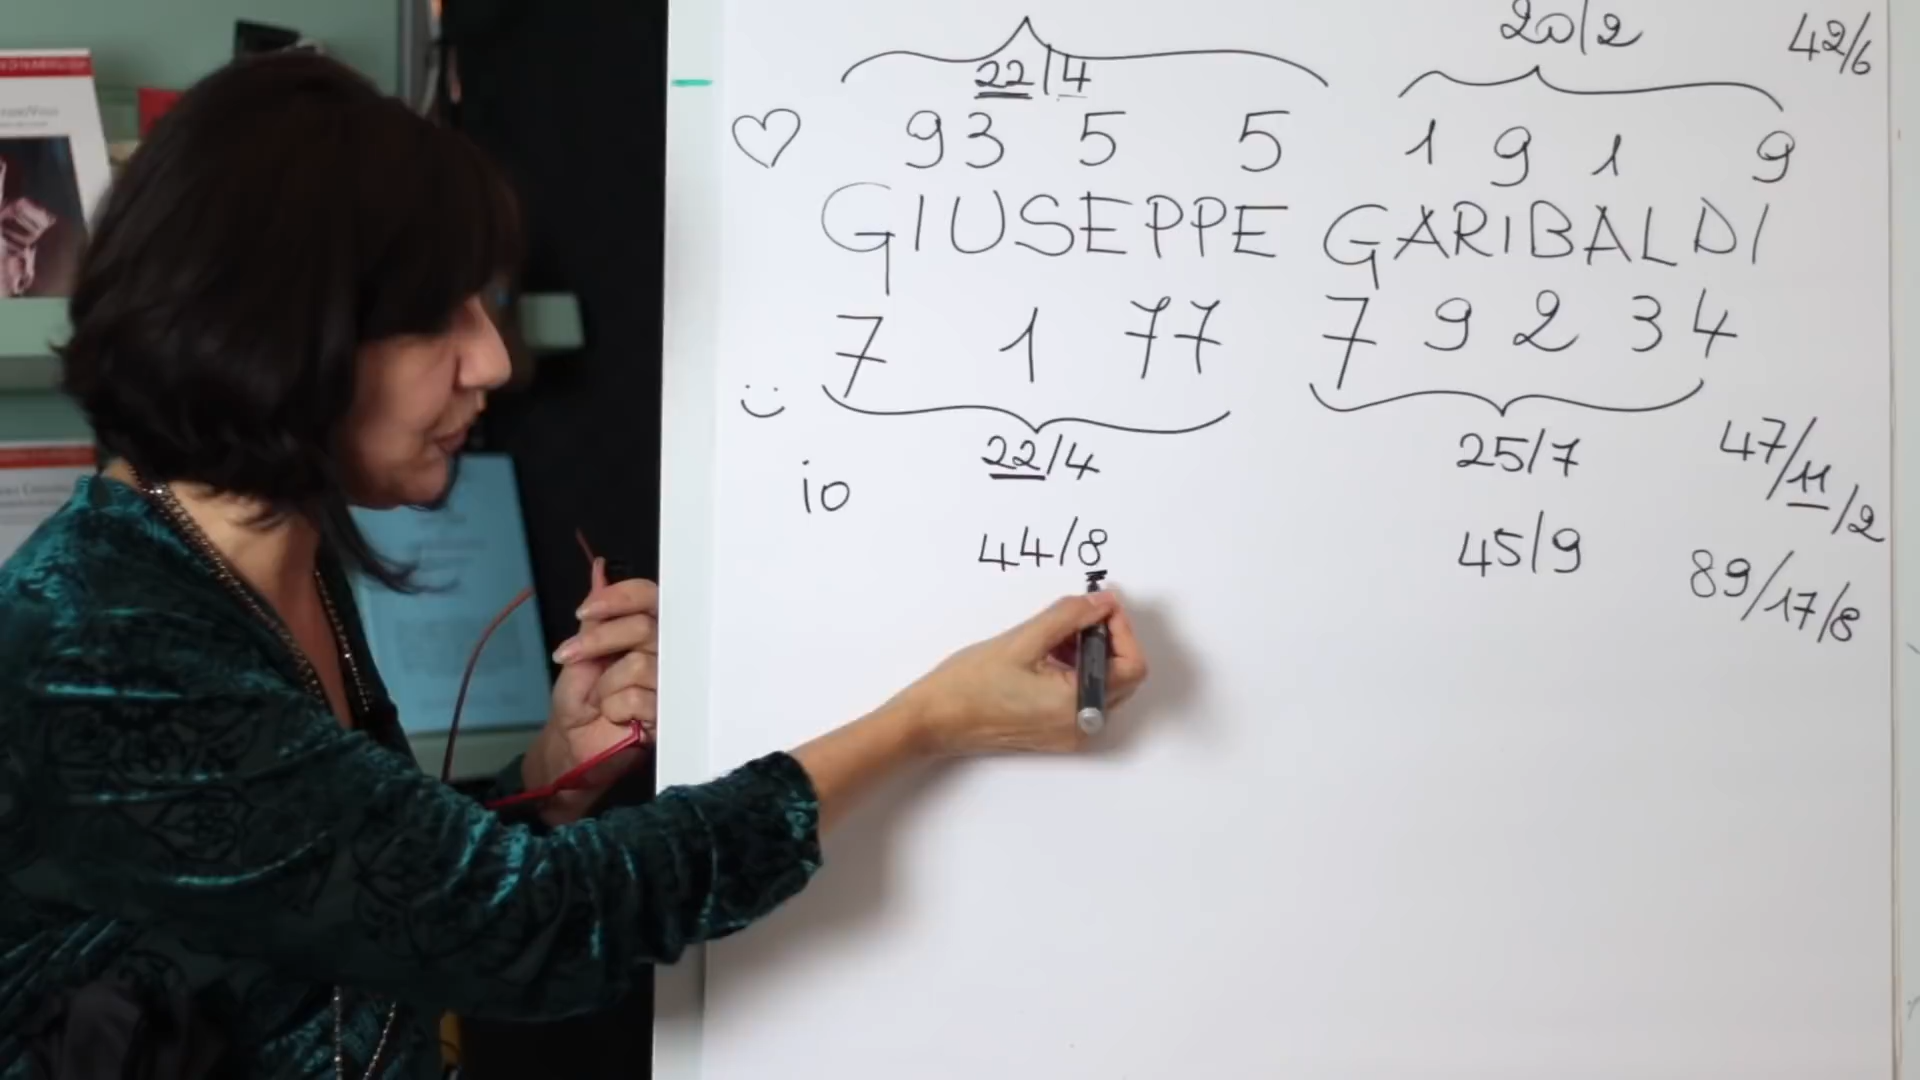 20/2 42/6
22/4
93 5 5 1 9 1 9
GIUSEPPE GARIBALDI
7 1 77 7 9 2 3 4
22/4 25/7 47/11/2
io
44/8 45/9 89/17/8